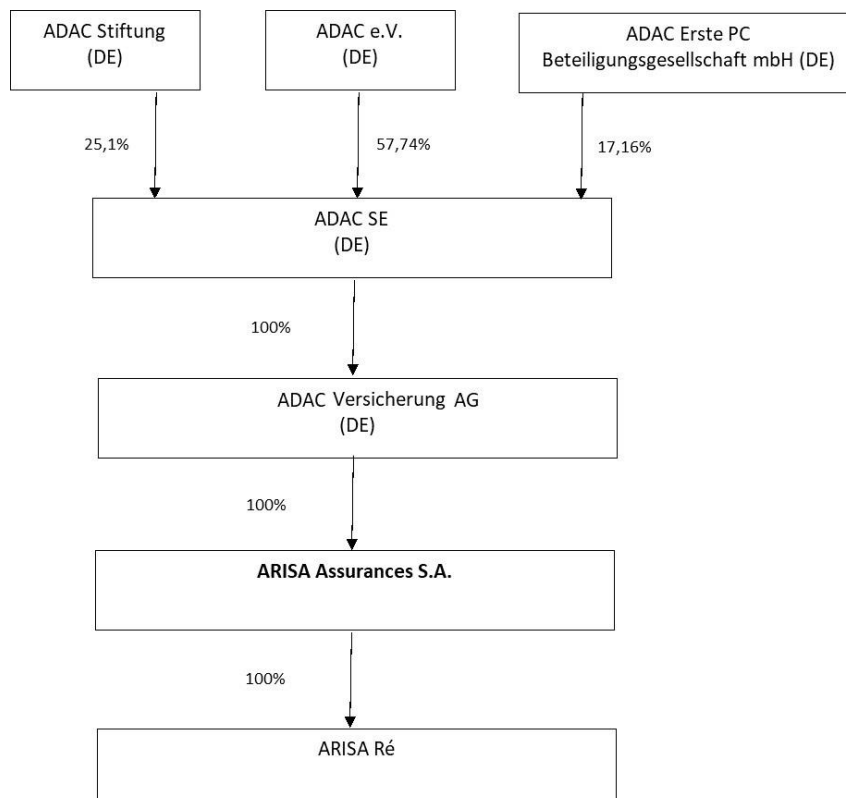 ADAC Stiftung
(DE)
ADAC e.V.
(DE)
ADAC Erste PC
Beteiligungsgesellschaft mbH (DE)
25,1%
57,74%
17,16%
ADAC SE
(DE)
100%
ADAC Versicherung AG
(DE)
100%
ARISA Assurances S.A.
100%
ARISA Ré